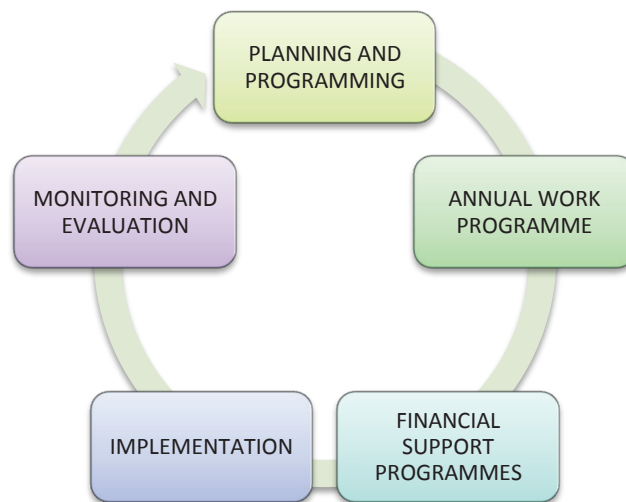 PLANNING AND
PROGRAMMING
ANNUAL WORK
PROGRAMME
FINANCIAL
SUPPORT
PROGRAMMES
IMPLEMENTATION
MONITORING AND
EVALUATION